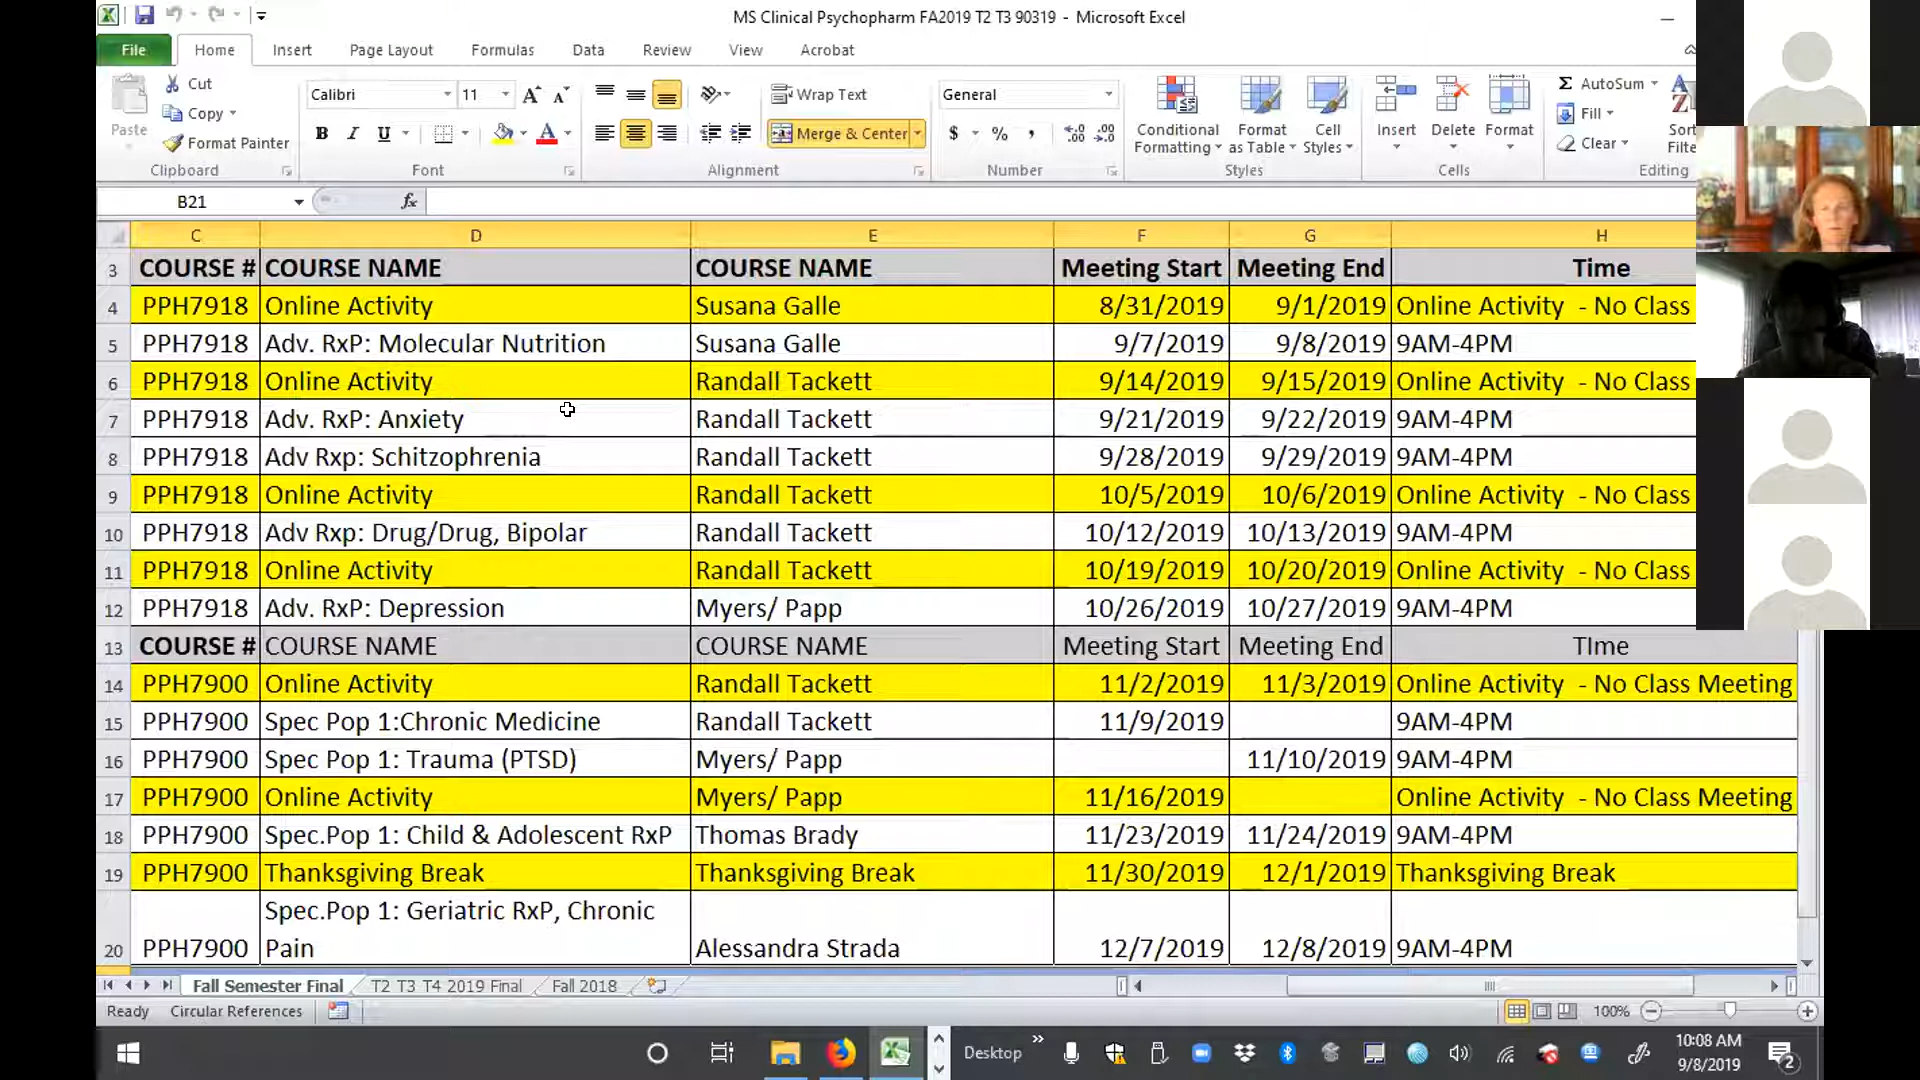 MS Clinical Psychopharm FA2019 T2 T3 90319 - Microsoft Excel
File Home Insert Page Layout Formulas Data Review View Acrobat
Paste
Cut
Copy
Format Painter
Clipboard
Calibri 11
B I U
Font
Wrap Text
Merge & Center
Alignment
General
$ % ,
Number
Conditional Formatting
Format as Table
Cell Styles
Styles
Insert Delete Format
Cells
Σ AutoSum
Fill
Clear
Sort
Filte
Editing
B21 fx
C D E F G H
3 COURSE # COURSE NAME COURSE NAME Meeting Start Meeting End Time
4 PPH7918 Online Activity Susana Galle 8/31/2019 9/1/2019 Online Activity - No Class
5 PPH7918 Adv. RxP: Molecular Nutrition Susana Galle 9/7/2019 9/8/2019 9AM-4PM
6 PPH7918 Online Activity Randall Tackett 9/14/2019 9/15/2019 Online Activity - No Class
7 PPH7918 Adv. RxP: Anxiety Randall Tackett 9/21/2019 9/22/2019 9AM-4PM
8 PPH7918 Adv Rxp: Schitzophrenia Randall Tackett 9/28/2019 9/29/2019 9AM-4PM
9 PPH7918 Online Activity Randall Tackett 10/5/2019 10/6/2019 Online Activity - No Class
10 PPH7918 Adv Rxp: Drug/Drug, Bipolar Randall Tackett 10/12/2019 10/13/2019 9AM-4PM
11 PPH7918 Online Activity Randall Tackett 10/19/2019 10/20/2019 Online Activity - No Class
12 PPH7918 Adv. RxP: Depression Myers/ Papp 10/26/2019 10/27/2019 9AM-4PM
13 COURSE # COURSE NAME COURSE NAME Meeting Start Meeting End TIme
14 PPH7900 Online Activity Randall Tackett 11/2/2019 11/3/2019 Online Activity - No Class Meeting
15 PPH7900 Spec Pop 1:Chronic Medicine Randall Tackett 11/9/2019 9AM-4PM
16 PPH7900 Spec Pop 1: Trauma (PTSD) Myers/ Papp 11/10/2019 9AM-4PM
17 PPH7900 Online Activity Myers/ Papp 11/16/2019 Online Activity - No Class Meeting
18 PPH7900 Spec.Pop 1: Child & Adolescent RxP Thomas Brady 11/23/2019 11/24/2019 9AM-4PM
19 PPH7900 Thanksgiving Break Thanksgiving Break 11/30/2019 12/1/2019 Thanksgiving Break
Spec.Pop 1: Geriatric RxP, Chronic
20 PPH7900 Pain Alessandra Strada 12/7/2019 12/8/2019 9AM-4PM
Fall Semester Final T2 T3 T4 2019 Final Fall 2018
Ready Circular References 100%
Desktop
10:08 AM
9/8/2019
2